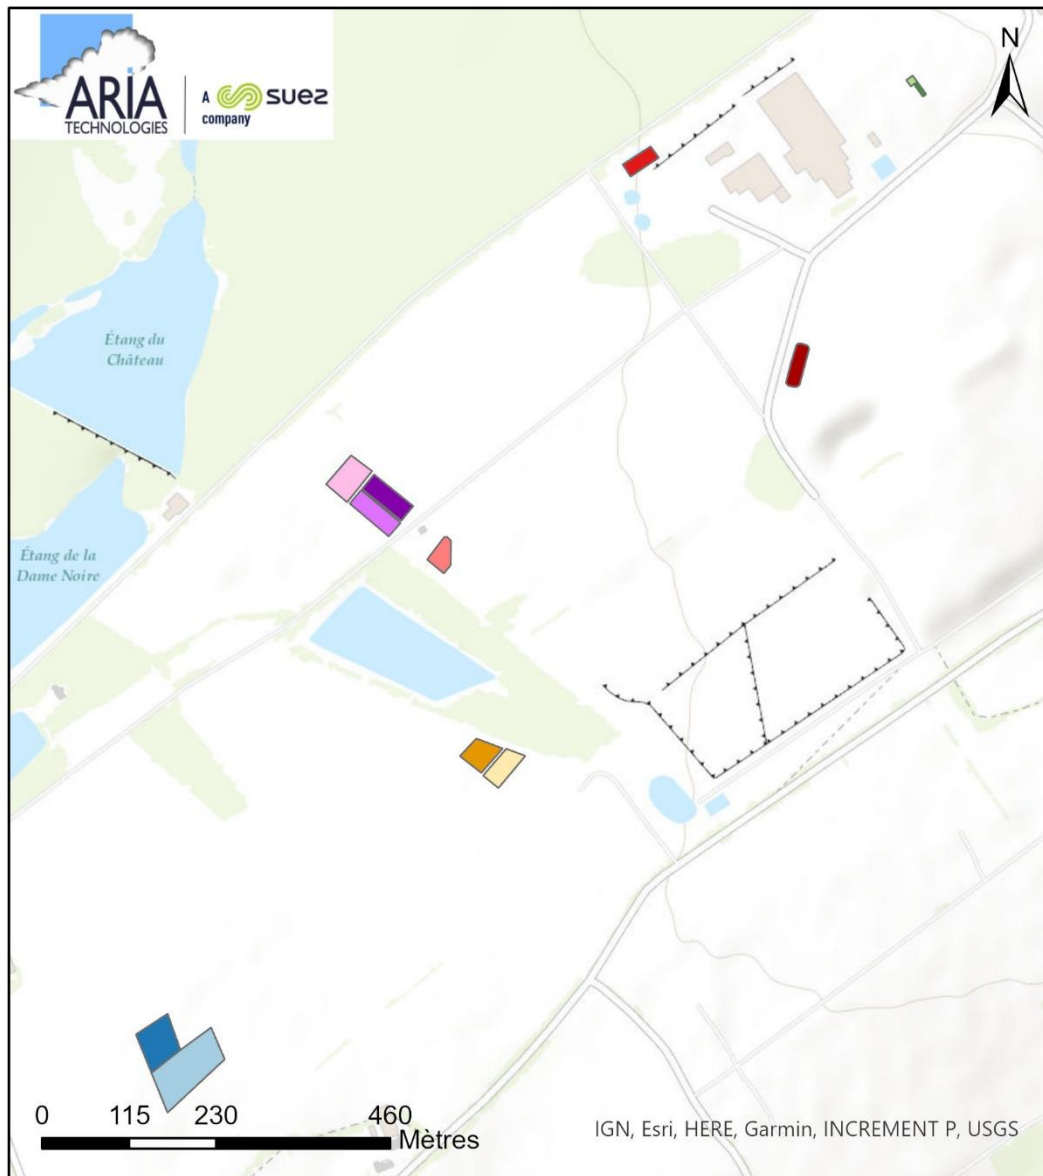 ARIA
TECHNOLOGIES
A
company
suez
N
Étang du
Château
Étang de la
Dame Noire
0 115 230 460
Mètres
IGN, Esri, HERE, Garmin, INCREMENT P, USGS